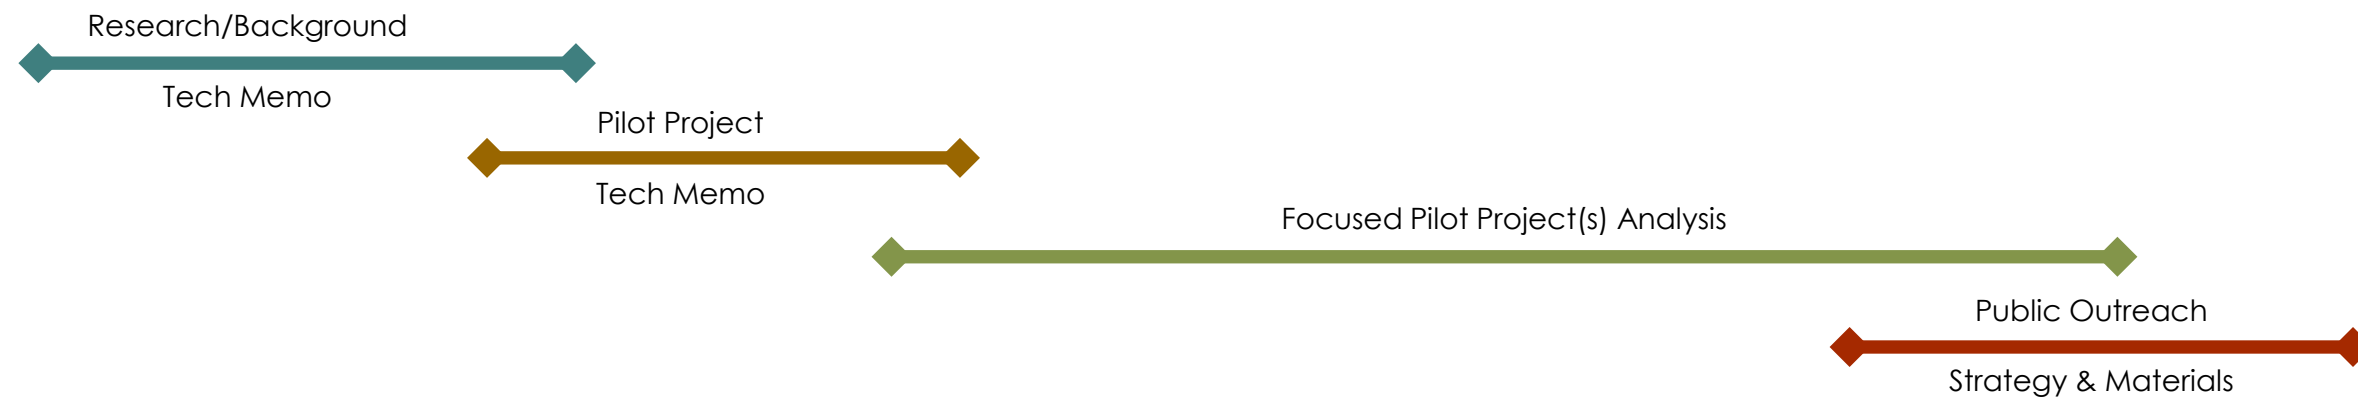 Research/Background
Tech Memo
Pilot Project
Tech Memo
Focused Pilot Project(s) Analysis
Public Outreach
Strategy & Materials